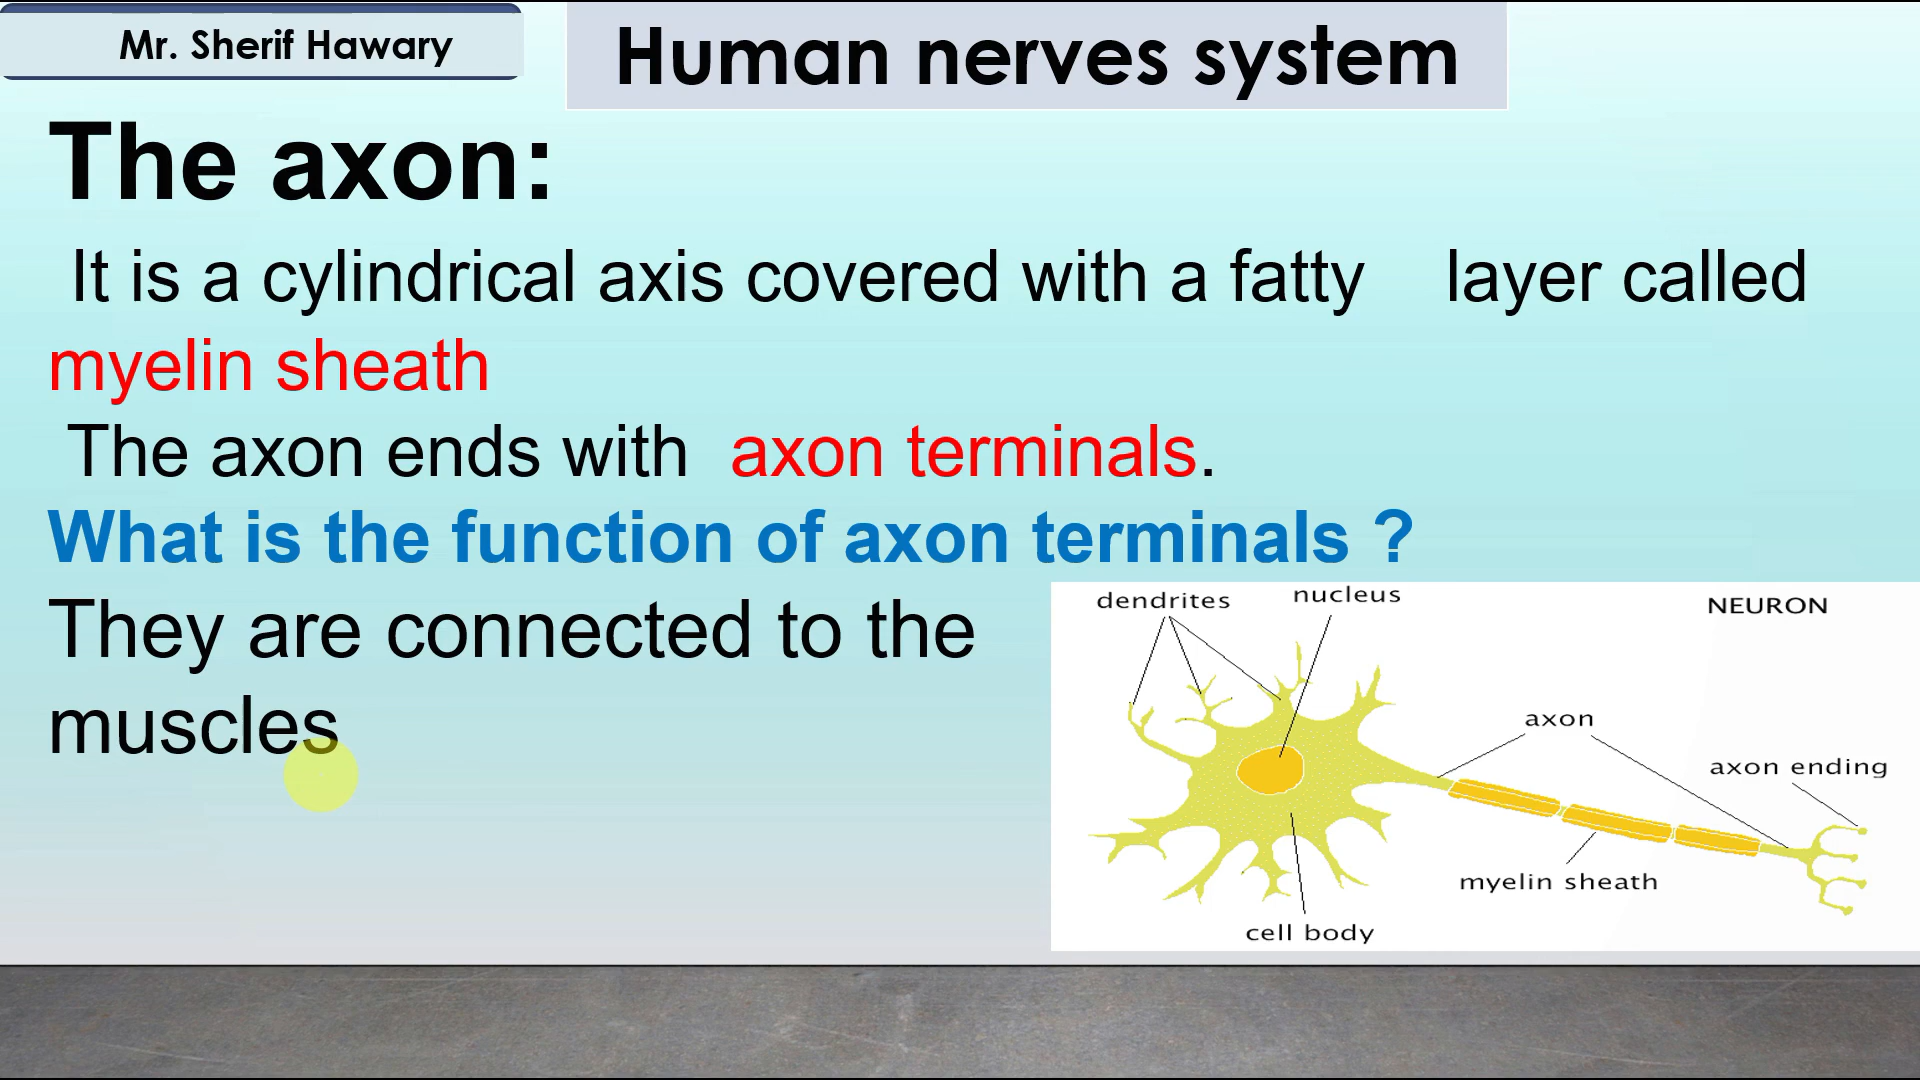 Mr. Sherif Hawary
Human nerves system
The axon:
It is a cylindrical axis covered with a fatty layer called
myelin sheath
The axon ends with axon terminals.
What is the function of axon terminals ?
They are connected to the
muscles
dendrites
nucleus
NEURON
axon
axon ending
myelin sheath
cell body